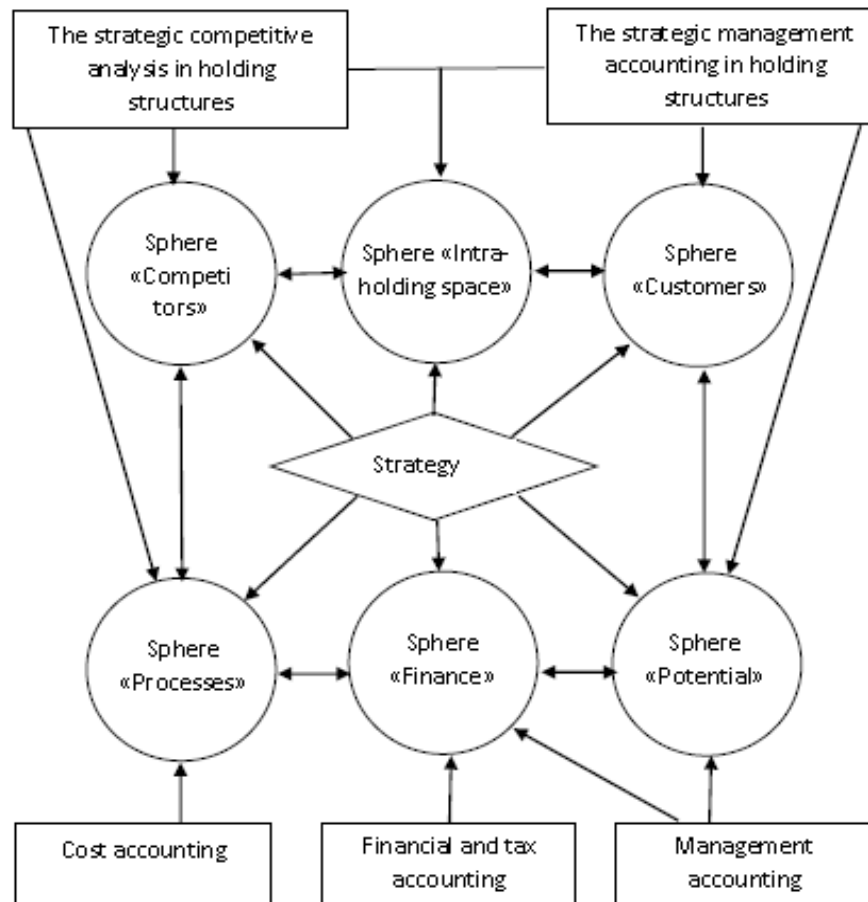 The strategic competitive
analysis in holding
structures
The strategic management
accounting in holding
structures
Sphere
«Competi
tors»
Sphere «Intra-
holding space»
Sphere
«Customers»
Strategy
Sphere
«Processes»
Sphere
«Finance»
Sphere
«Potential»
Cost accounting
Financial and tax
accounting
Management
accounting